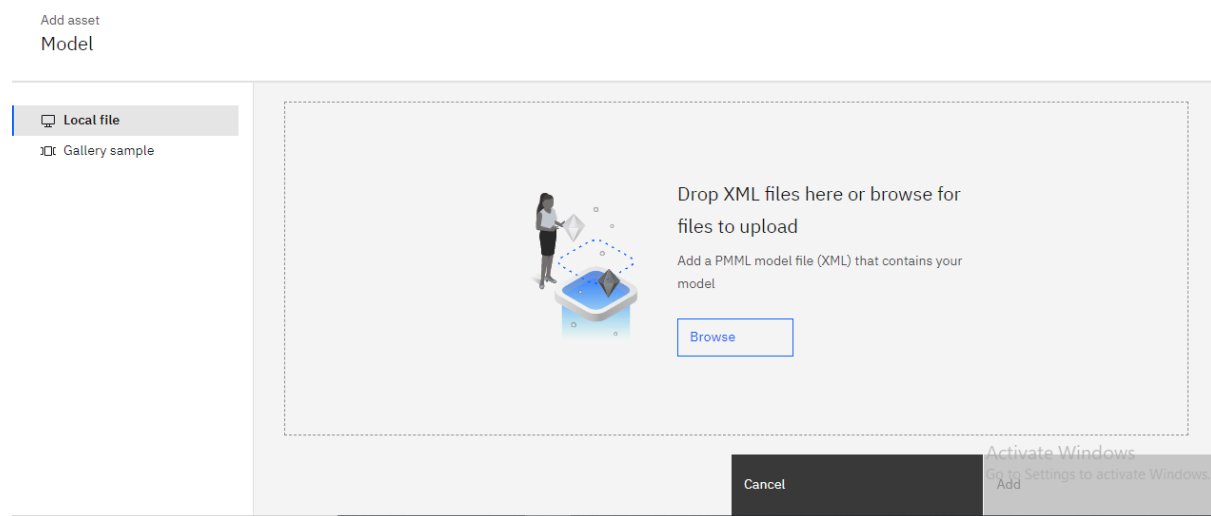 Add asset
Model
Local file
Gallery sample
Drop XML files here or browse for
files to upload
Add a PMML model file (XML) that contains your
model
Browse
Activate Windows
Go to Settings to activate Windows.
Cancel
Add